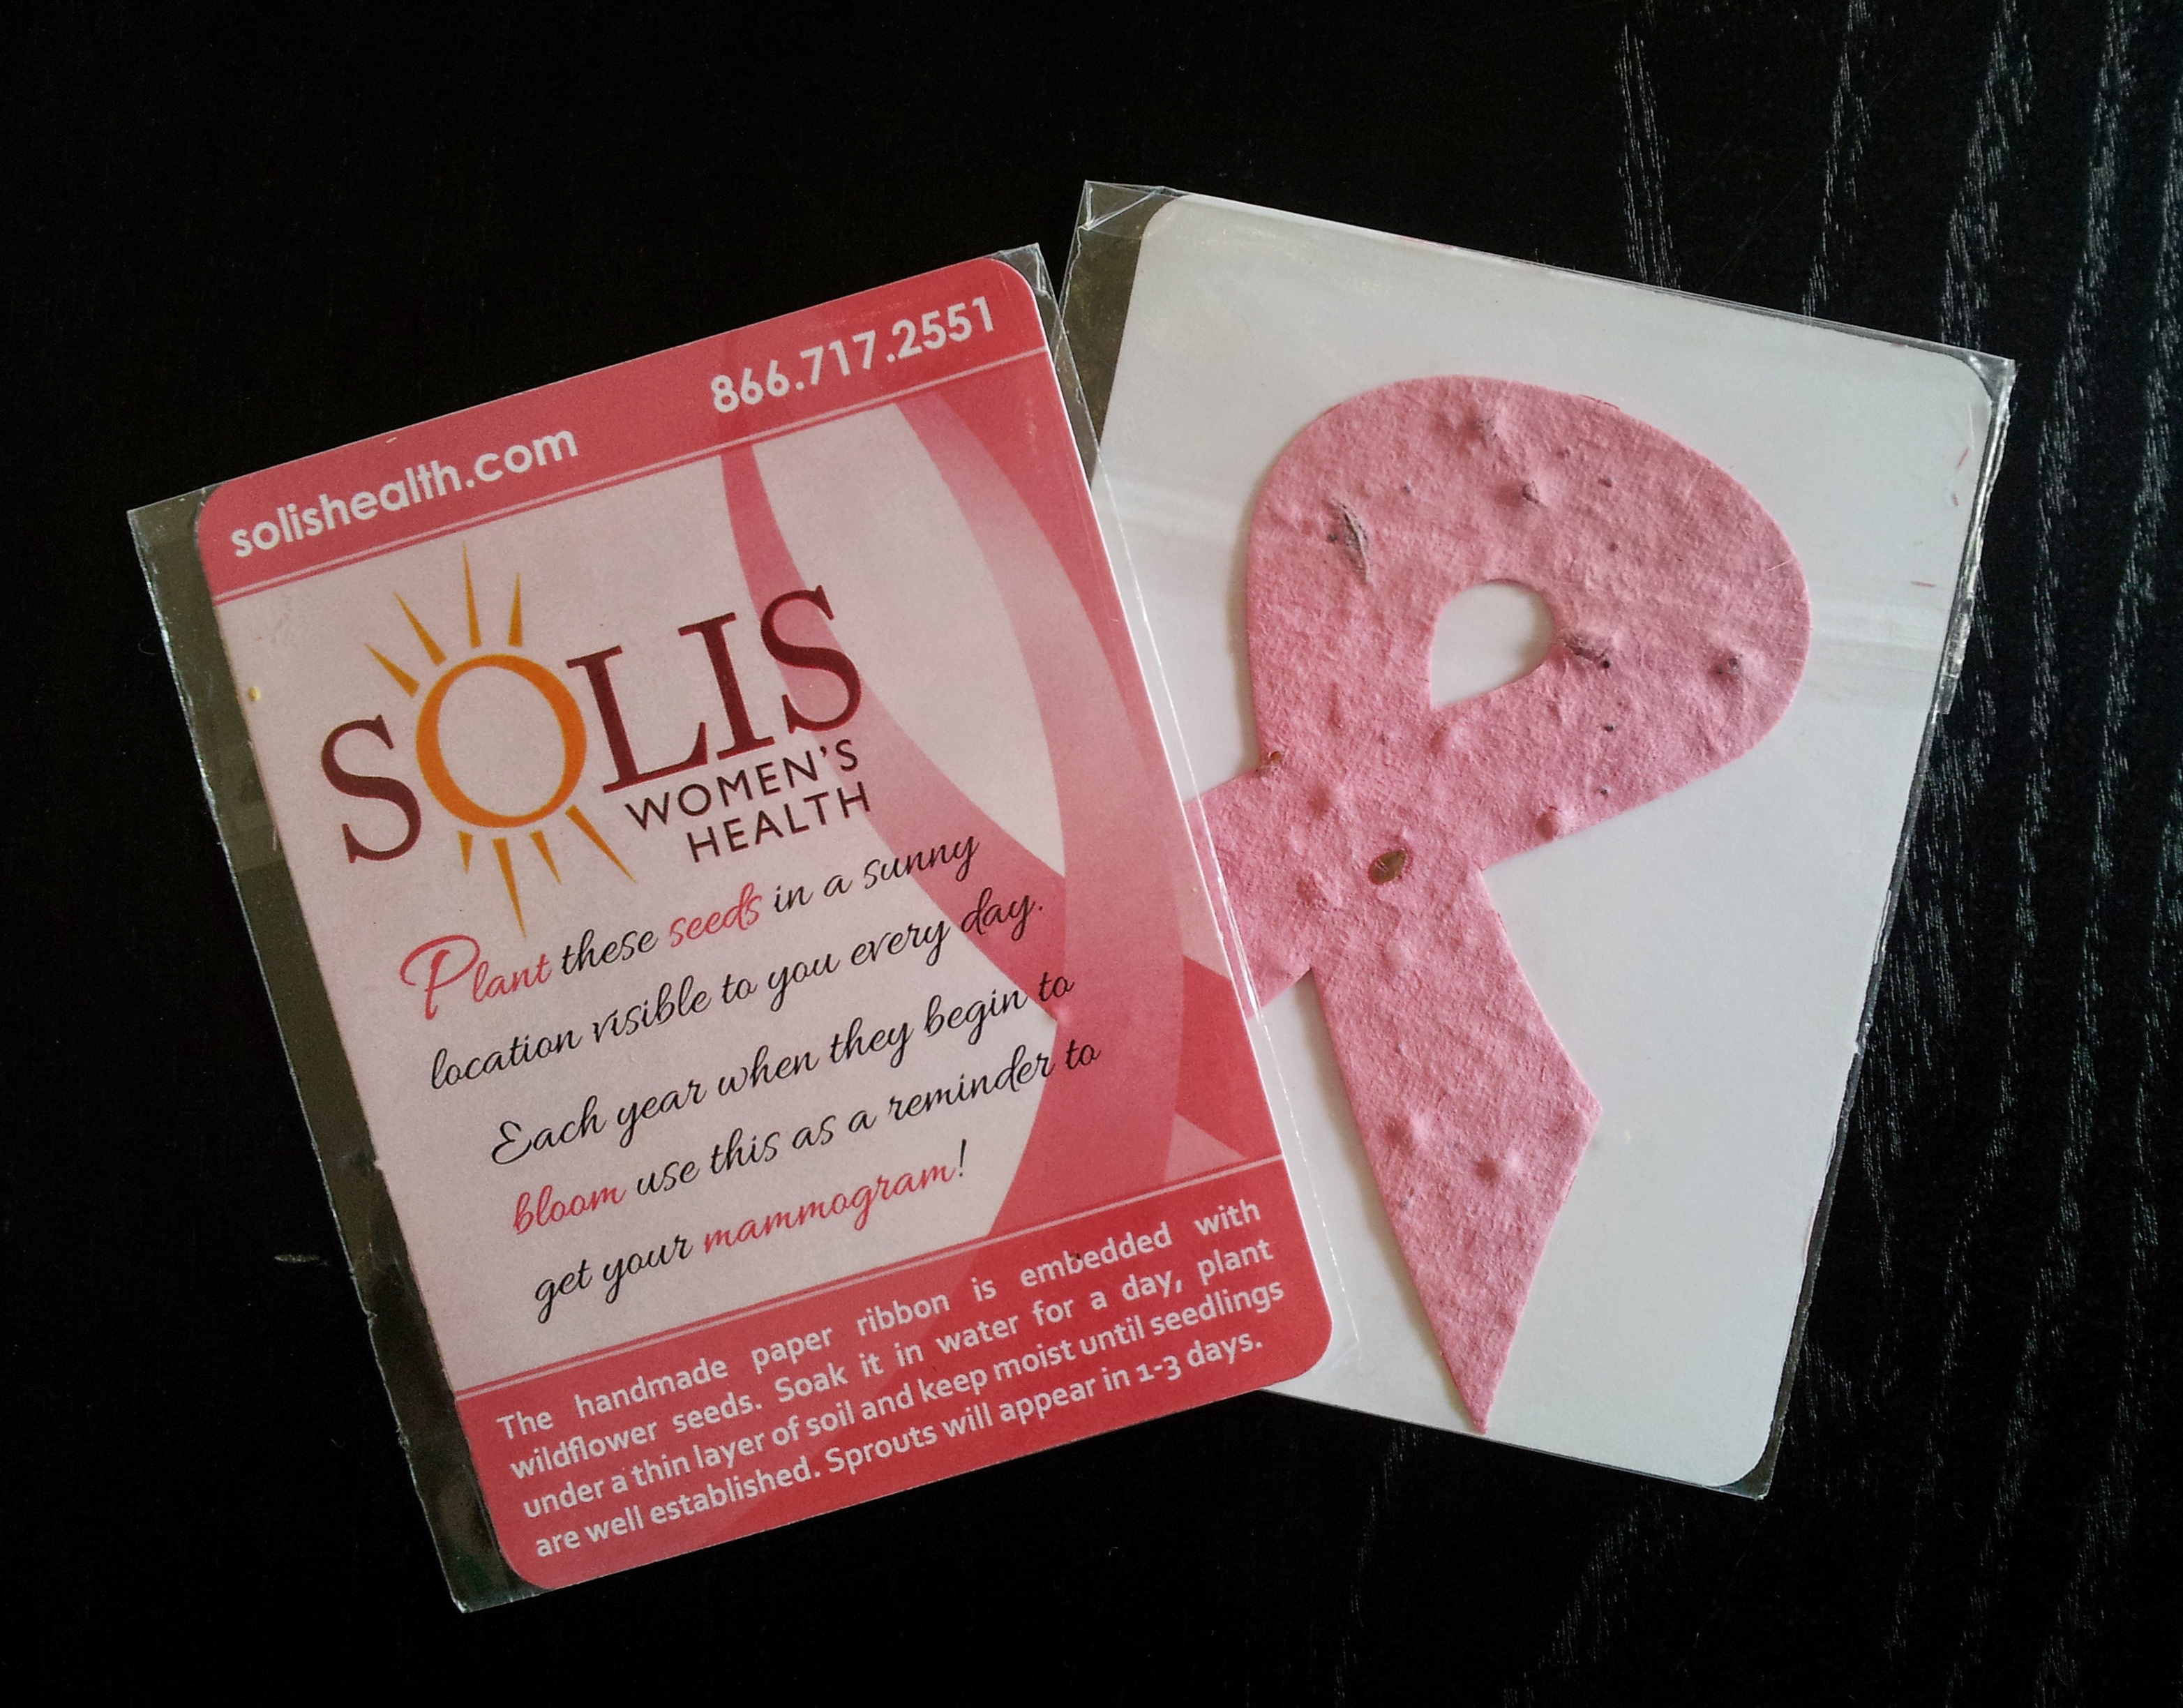 solishealth.com 866.717.2551
SOLIS
WOMEN'S
HEALTH
Plant these seeds in a sunny
location visible to you every day.
Each year when they begin to
bloom use this as a reminder to
get your mammogram!
The handmade paper ribbon is embedded with
wildflower seeds. Soak it in water for a day, plant
under a thin layer of soil and keep moist until seedlings
are well established. Sprouts will appear in 1-3 days.